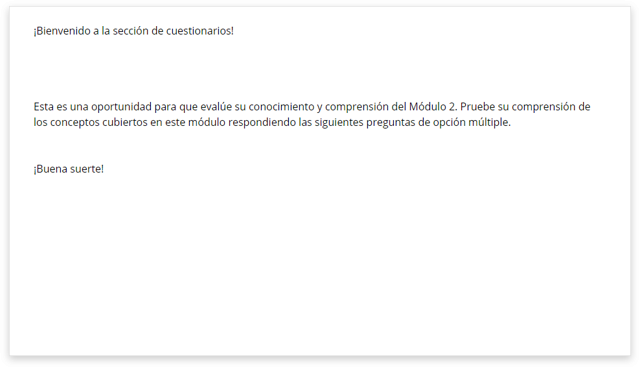 ¡Bienvenido a la sección de cuestionarios!
Esta es una oportunidad para que evalúe su conocimiento y comprensión del Módulo 2. Pruebe su comprensión de
los conceptos cubiertos en este módulo respondiendo las siguientes preguntas de opción múltiple.
¡Buena suerte!